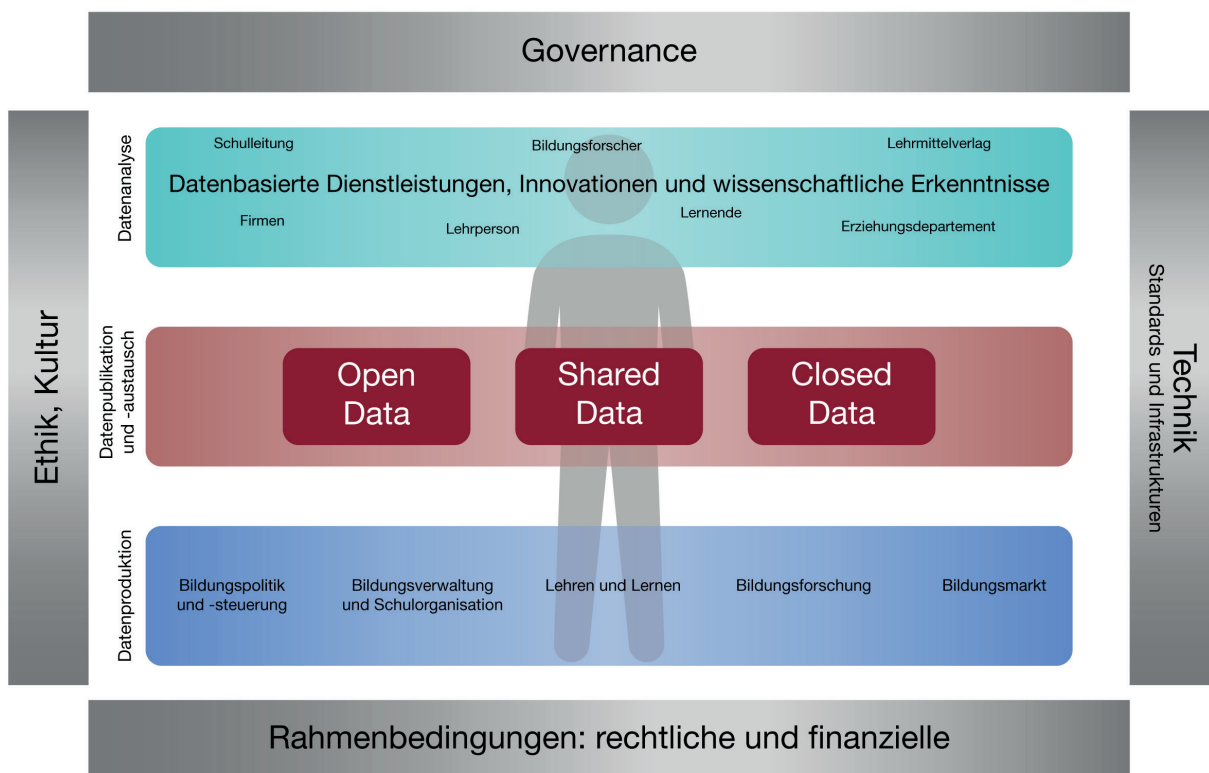 Governance
Ethik, Kultur
Datenanalyse
Schulleitung
Bildungsforscher
Lehrmittelverlag
Datenbasierte Dienstleistungen, Innovationen und wissenschaftliche Erkenntnisse
Firmen
Lehrperson
Lernende
Erziehungsdepartement
Datenpublikation
und -austausch
Open
Data
Shared
Data
Closed
Data
Datenproduktion
Bildungspolitik
und -steuerung
Bildungsverwaltung
und Schulorganisation
Lehren und Lernen
Bildungsforschung
Bildungsmarkt
Technik
Standards und Infrastrukturen
Rahmenbedingungen: rechtliche und finanzielle